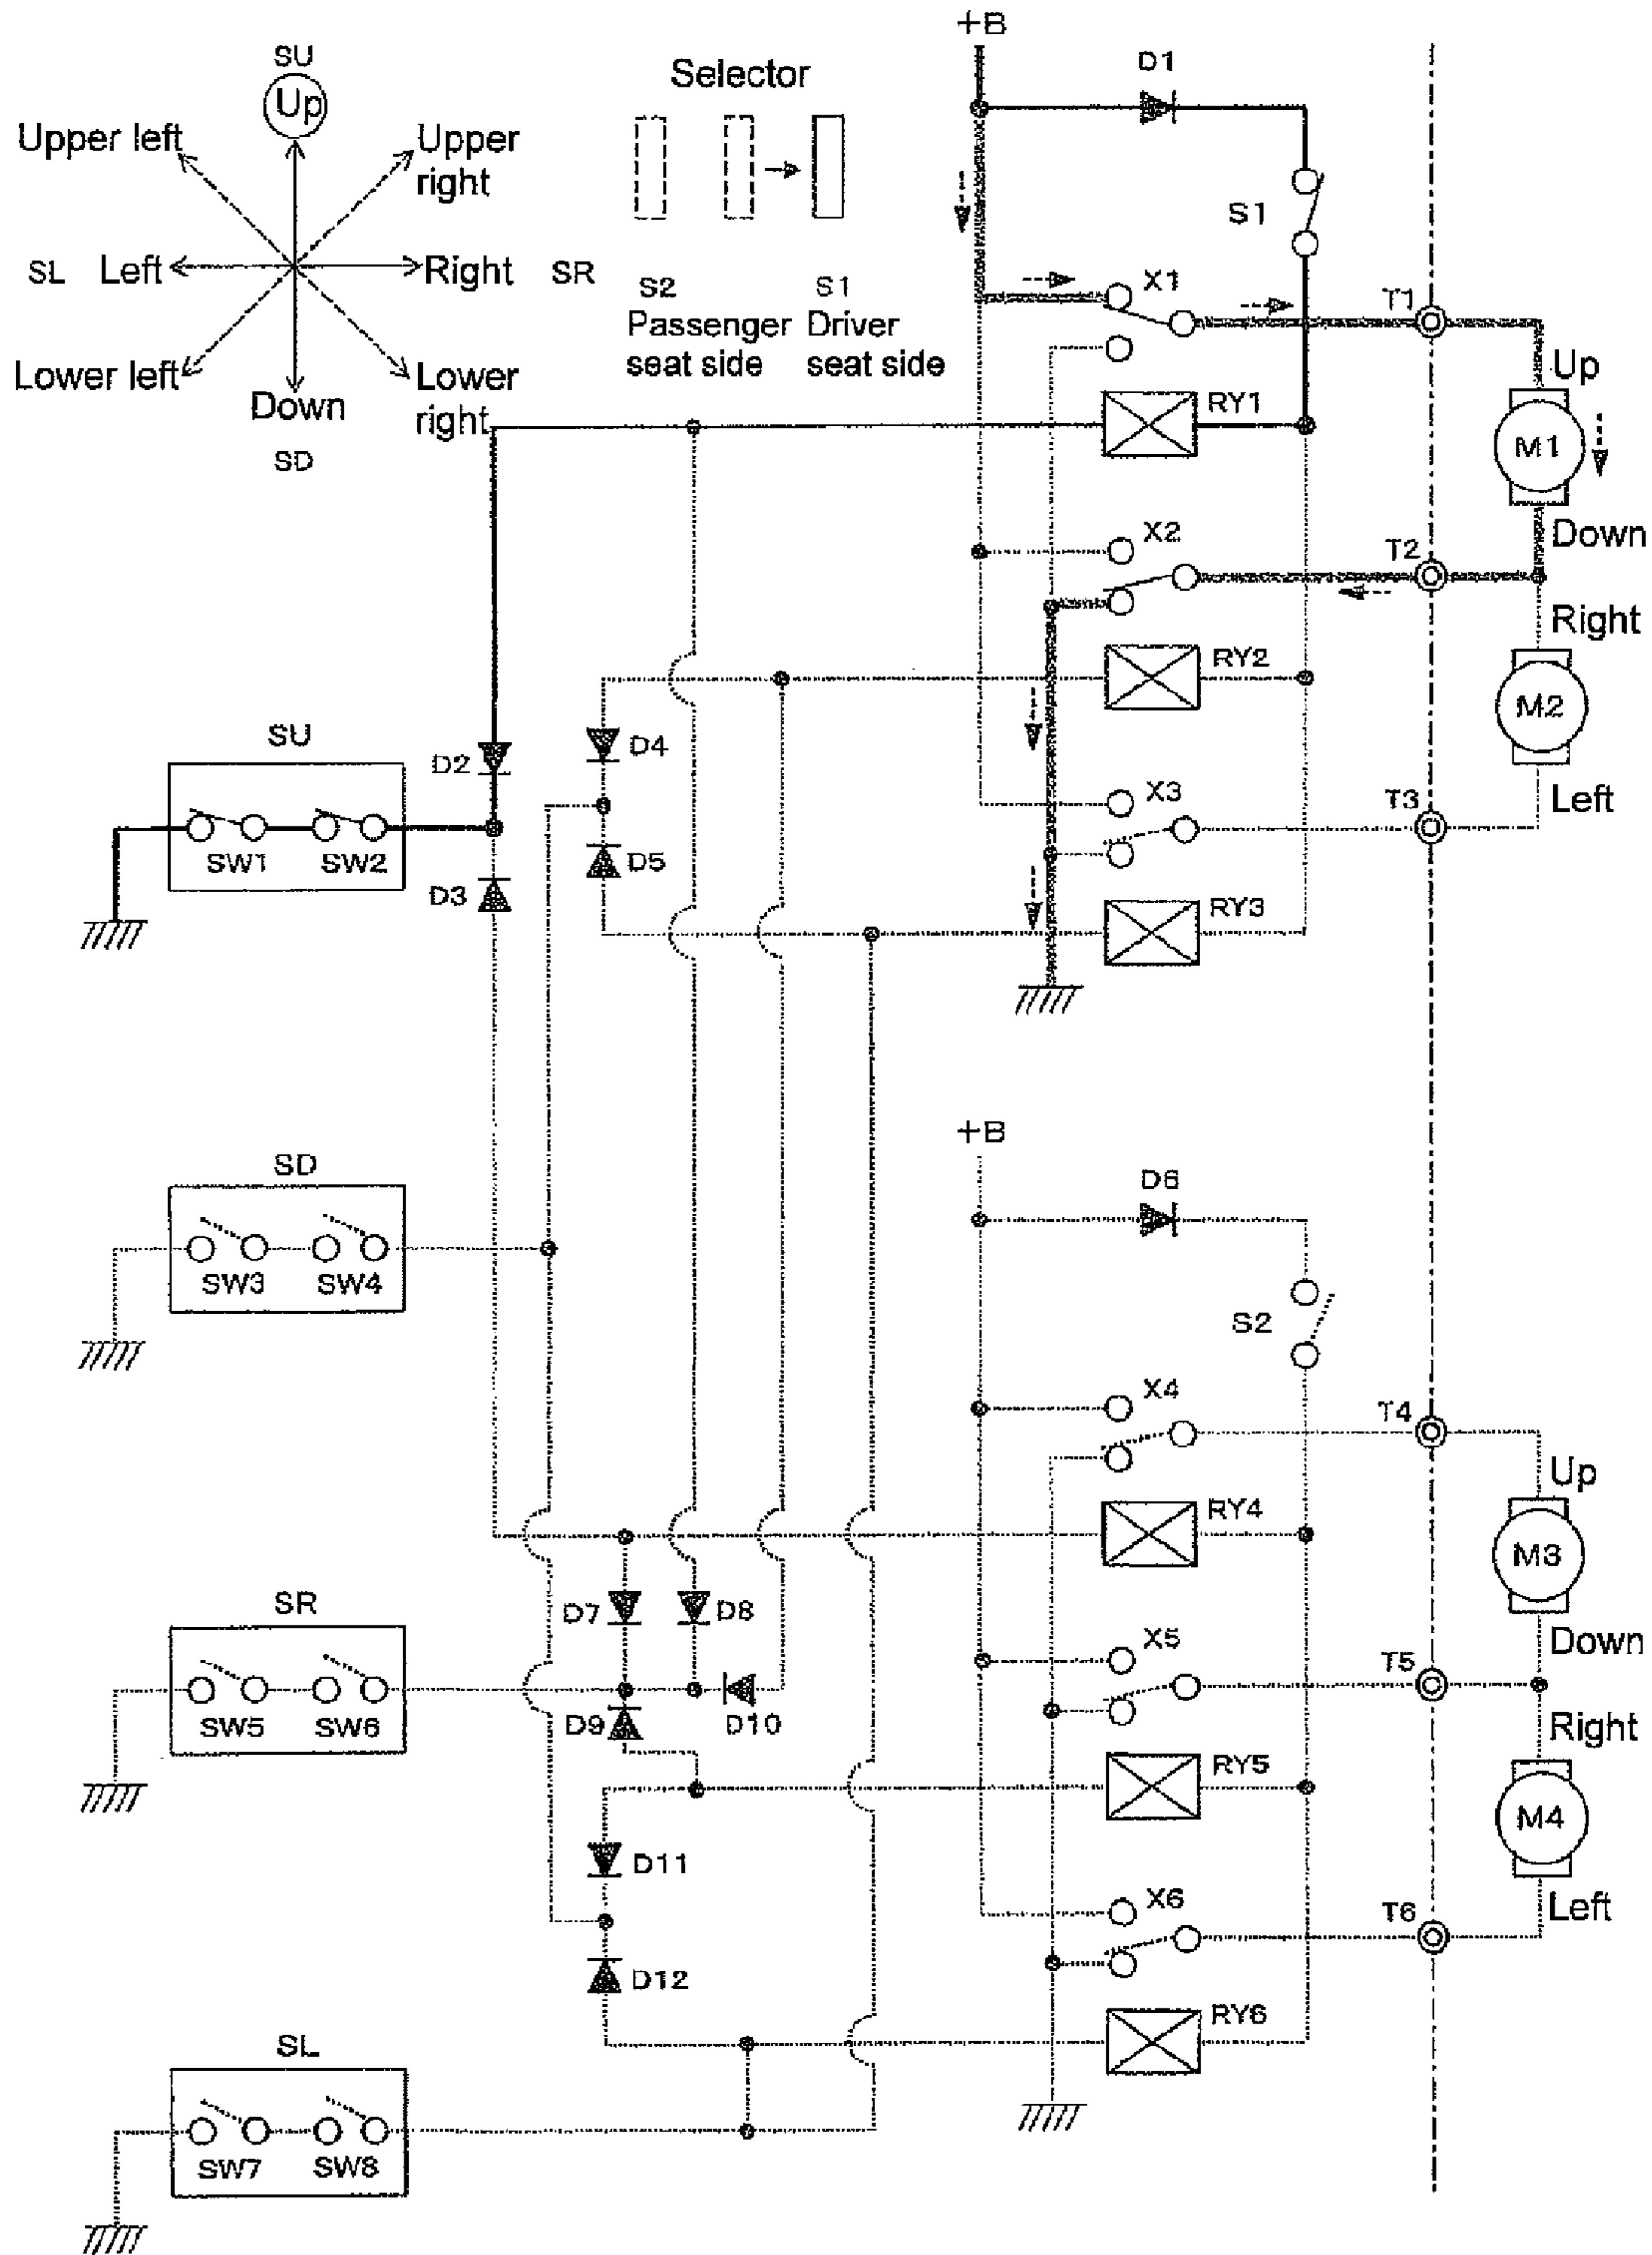 SU
Up
Upper left
Upper right
SL Left
Right SR
Lower left
Lower right
Down
SD
Selector
S2
Passenger seat side
S1
Driver seat side
+B
D1
S1
X1
T1
Up
RY1
M1
X2
T2
Down
Right
RY2
M2
SU
D2
D4
X3
T3
Left
SW1
SW2
D5
D3
RY3
+B
SD
D6
SW3
SW4
S2
X4
T4
Up
RY4
M3
SR
D7
D8
X5
T5
Down
SW5
SW6
D9
D10
Right
RY5
M4
D11
X6
T6
Left
D12
RY6
SL
SW7
SW8